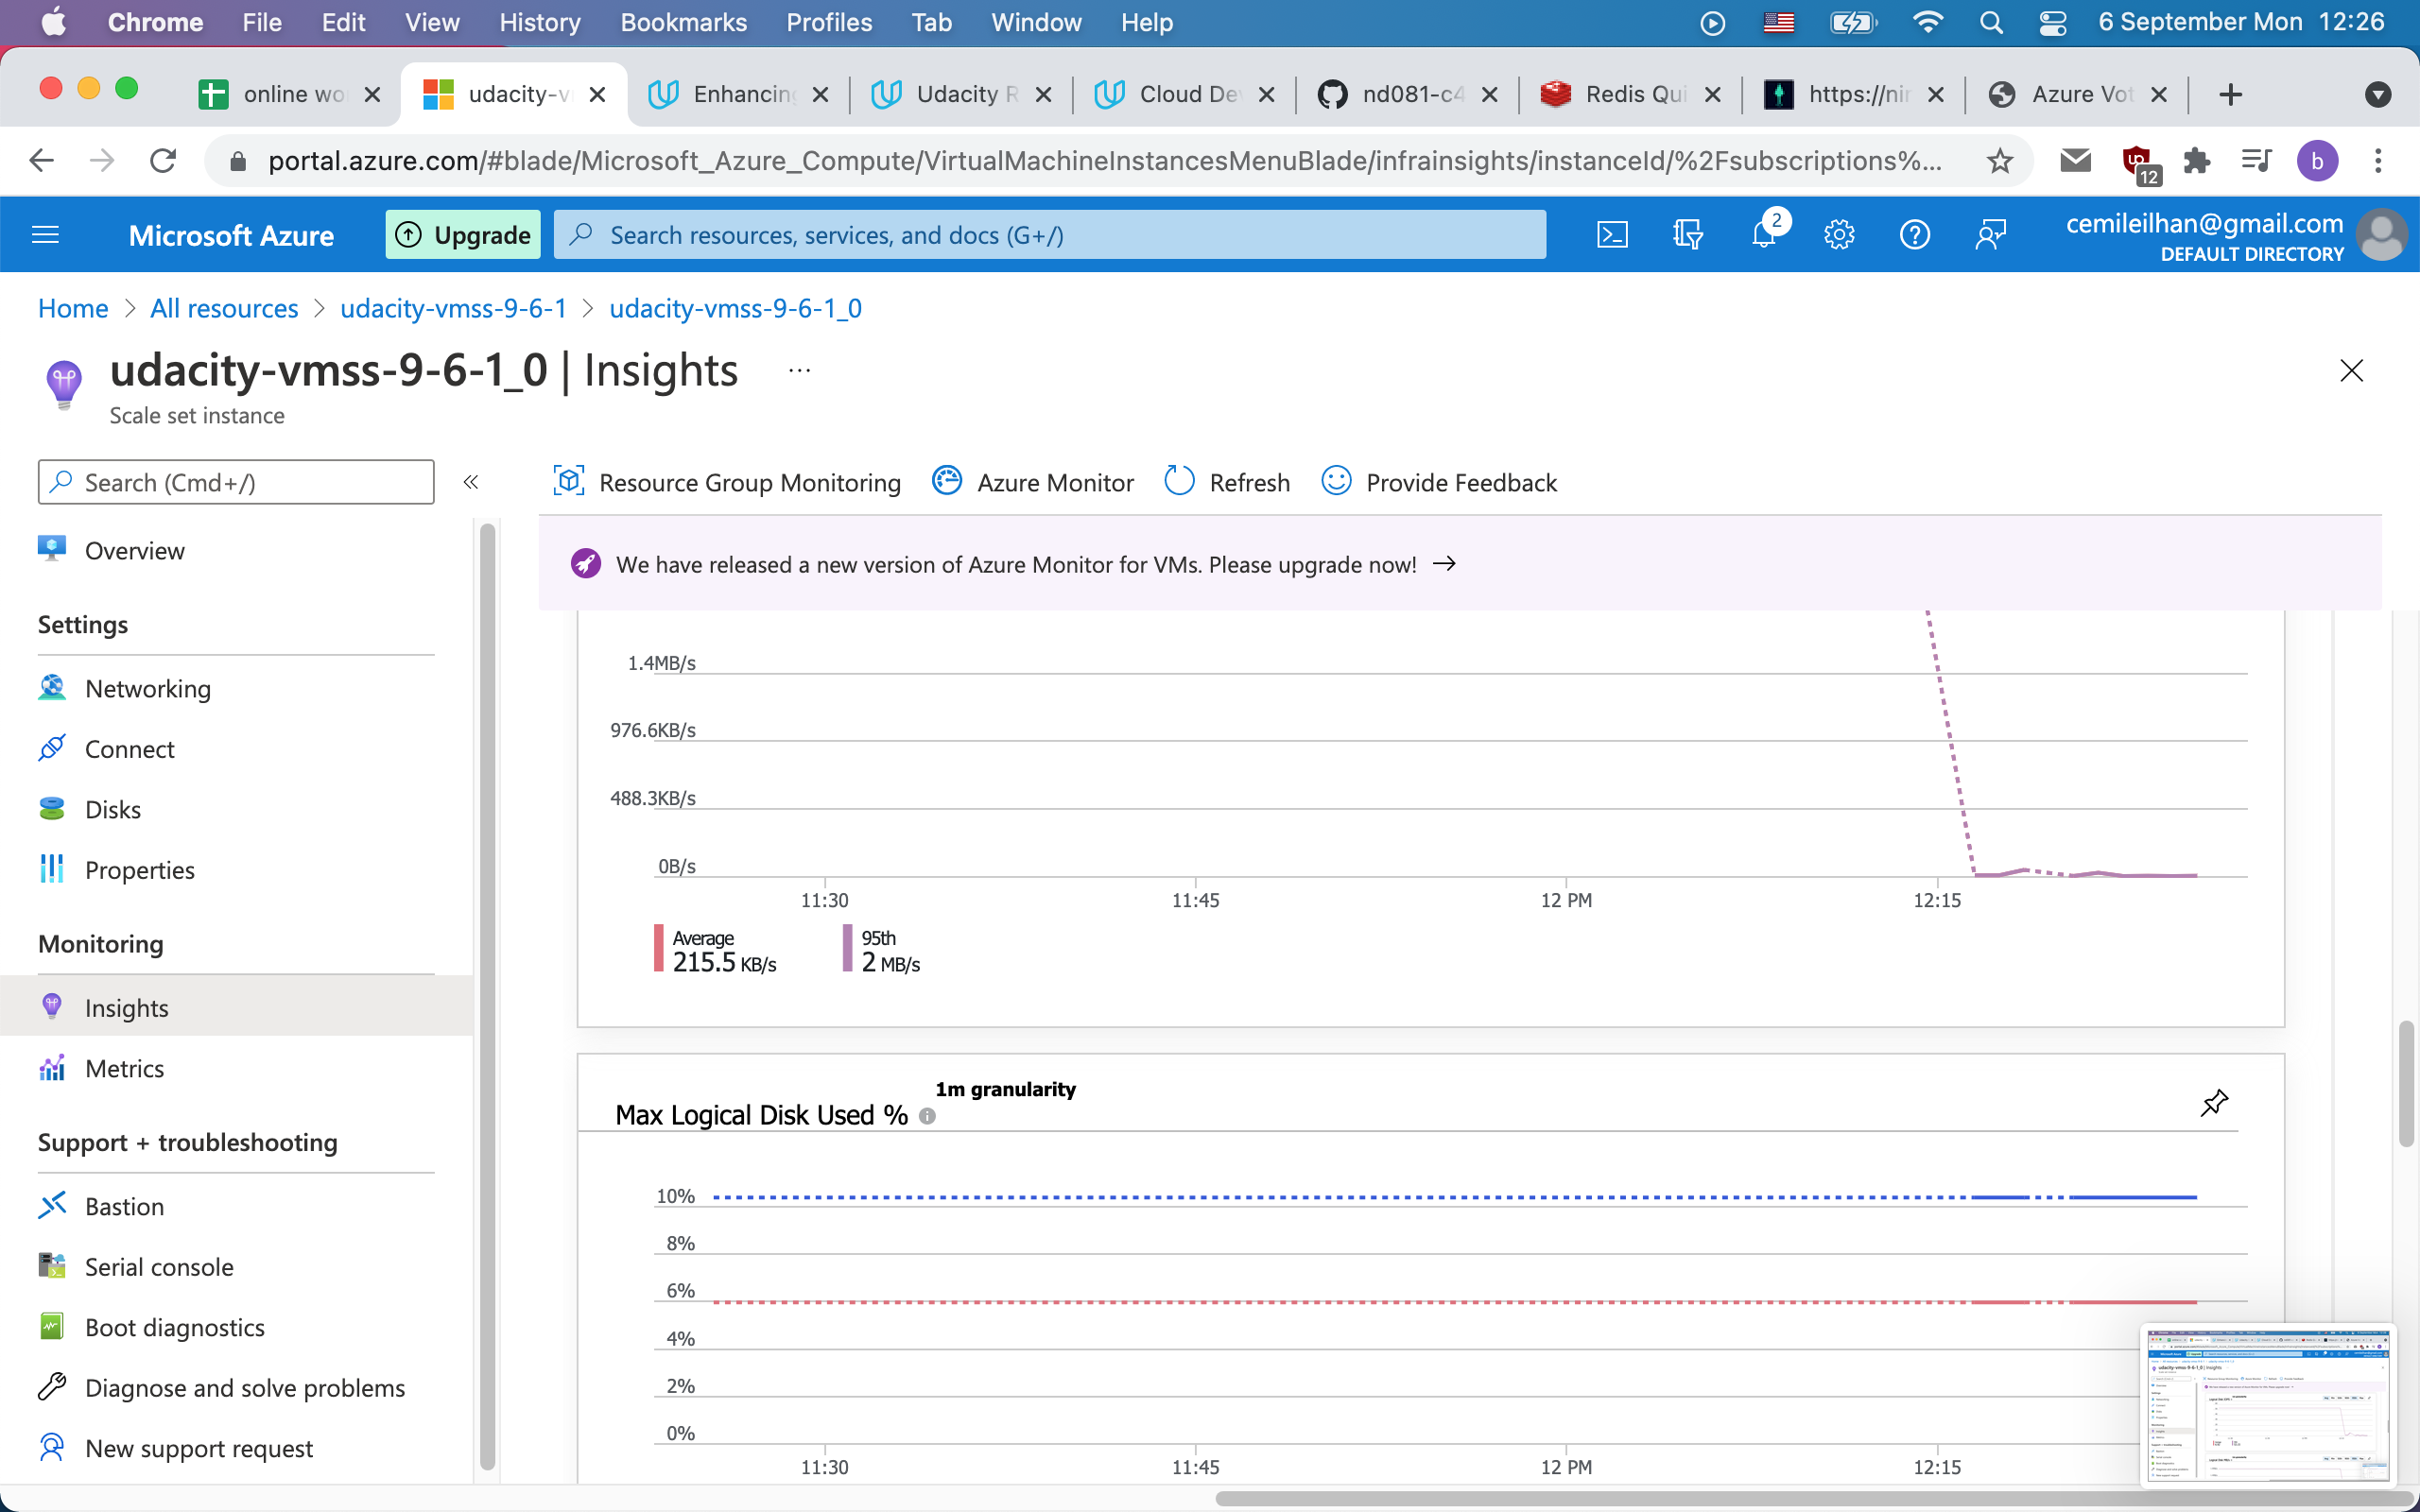 Chrome File Edit View History Bookmarks Profiles Tab Window Help 6 September Mon 12:26
online wo udacity-v Enhancing Udacity R Cloud De nd081-c4 Redis Qui https://nir Azure Vot
portal.azure.com/#blade/Microsoft_Azure_Compute/VirtualMachineInstancesMenuBlade/infrainsights/instanceId/%2Fsubscriptions%... 12 b
Microsoft Azure Upgrade Search resources, services, and docs (G+/) 2 cemileilhan@gmail.com
DEFAULT DIRECTORY
Home > All resources > udacity-vmss-9-6-1 > udacity-vmss-9-6-1_0
udacity-vmss-9-6-1_0 | Insights ...
Scale set instance
Search (Cmd+/)
«
Overview
Settings
Networking
Connect
Disks
Properties
Monitoring
Insights
Metrics
Support + troubleshooting
Bastion
Serial console
Boot diagnostics
Diagnose and solve problems
New support request
Resource Group Monitoring Azure Monitor Refresh Provide Feedback
We have released a new version of Azure Monitor for VMs. Please upgrade now! →
1.4MB/s
976.6KB/s
488.3KB/s
0B/s
11:30 11:45 12 PM 12:15
Average 95th
215.5 KB/s 2 MB/s
1m granularity
Max Logical Disk Used %
10%
8%
6%
4%
2%
0%
11:30 11:45 12 PM 12:15